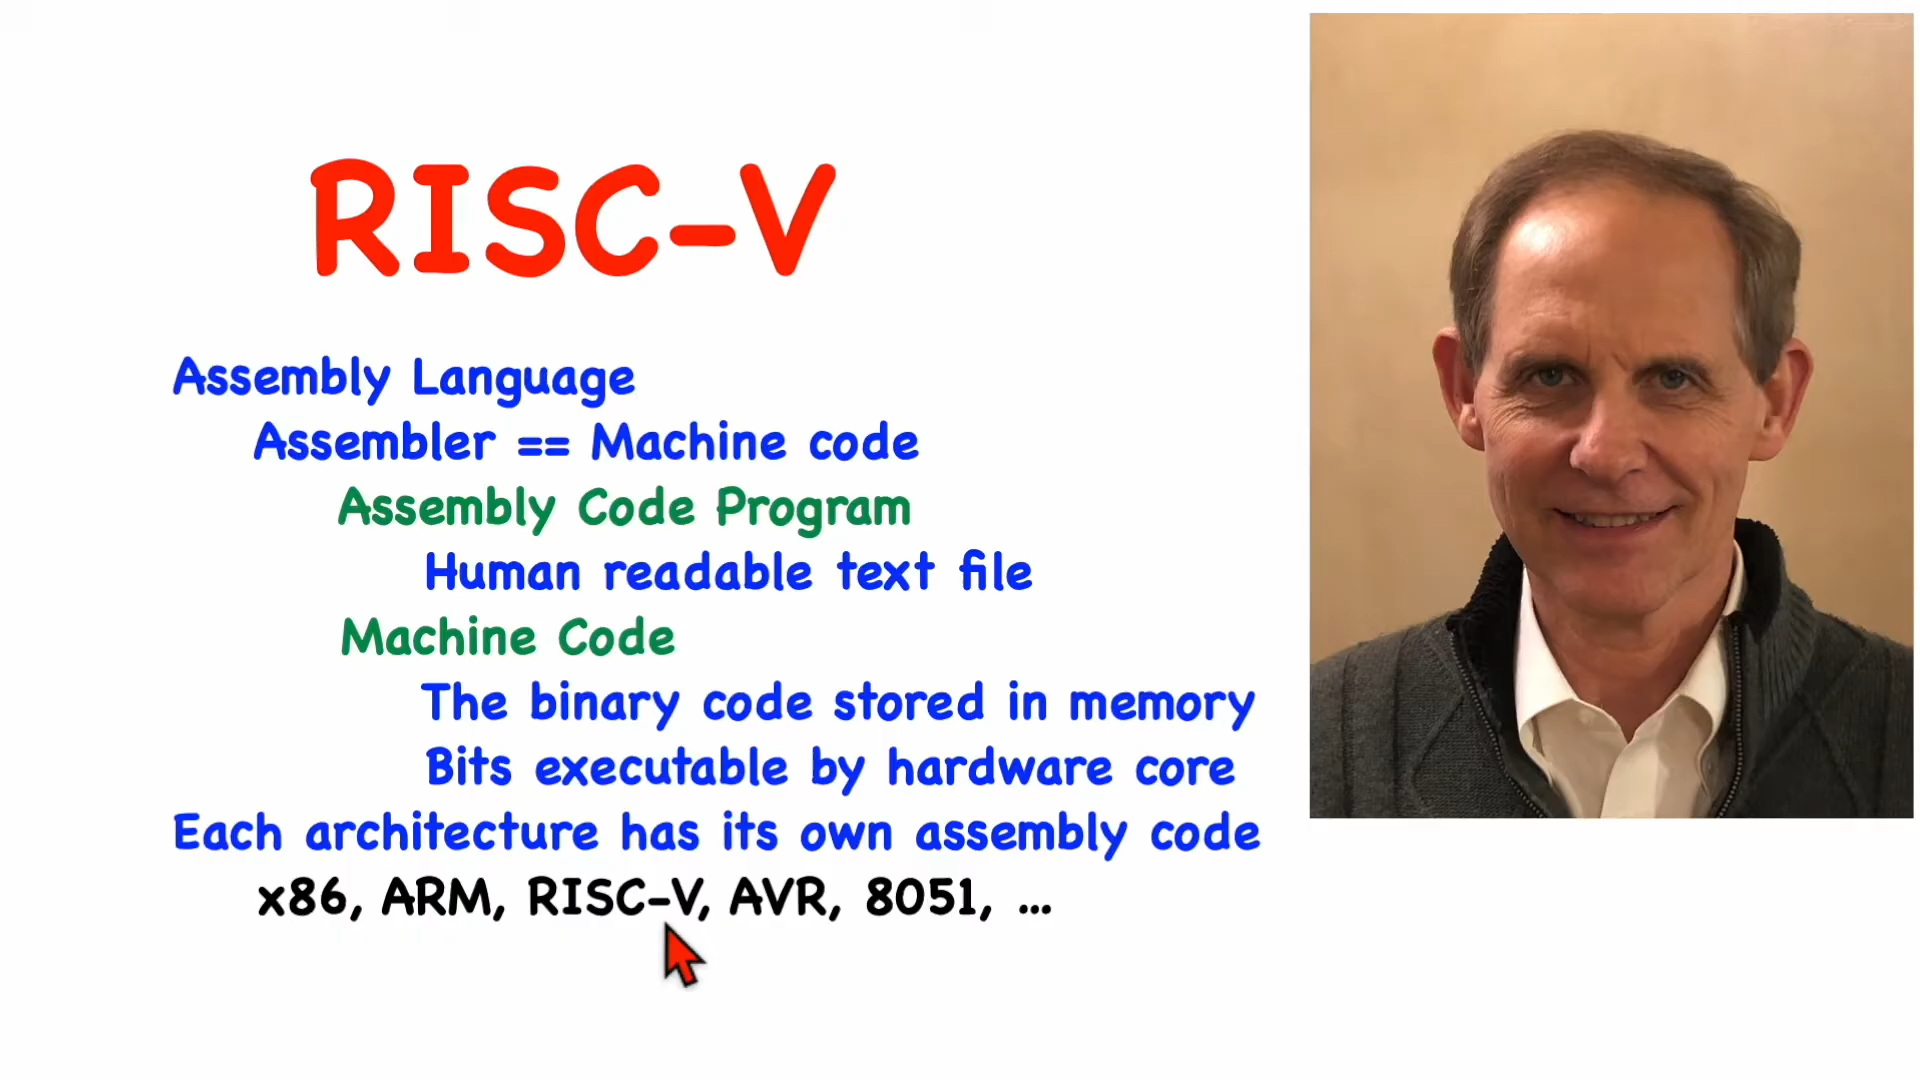 RISC-V
Assembly Language
Assembler == Machine code
Assembly Code Program
Human readable text file
Machine Code
The binary code stored in memory
Bits executable by hardware core
Each architecture has its own assembly code
x86, ARM, RISC-V, AVR, 8051, ...